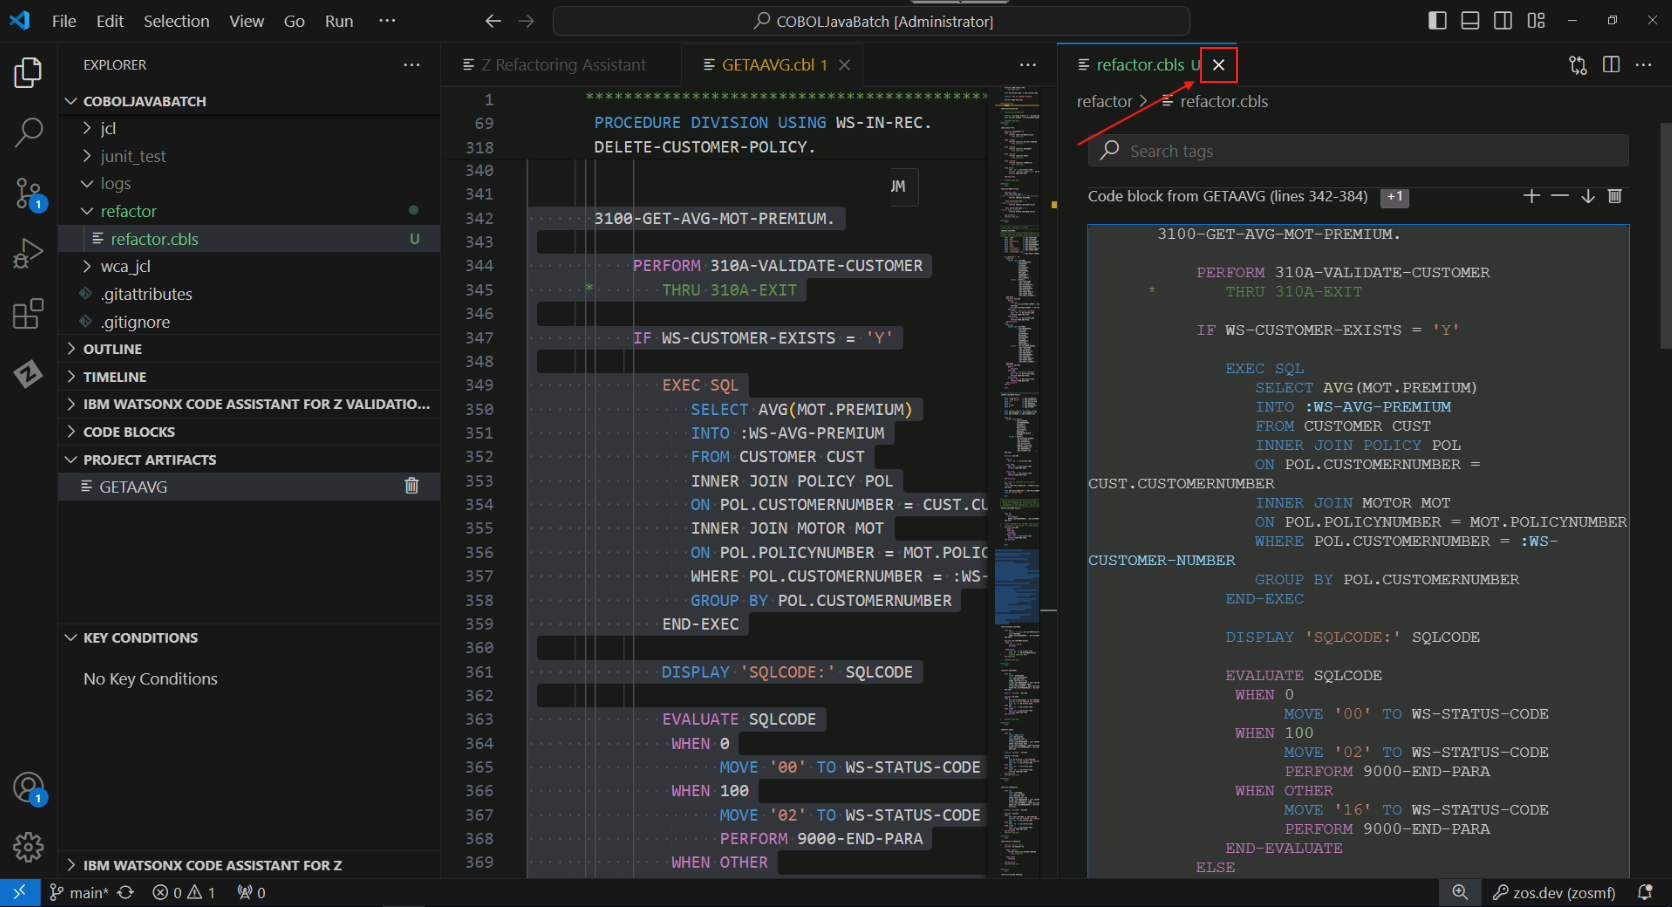 File Edit Selection View Go Run ···
COBOLJavaBatch [Administrator]
EXPLORER
COBOLJAVABATCH
jcl
junit_test
logs
refactor
refactor.cbls U
wca_jcl
.gitattributes
.gitignore
OUTLINE
TIMELINE
IBM WATSONX CODE ASSISTANT FOR Z VALIDATIO...
CODE BLOCKS
PROJECT ARTIFACTS
GETAAVG
KEY CONDITIONS
No Key Conditions
IBM WATSONX CODE ASSISTANT FOR Z
1
1
Z Refactoring Assistant
GETAAVG.cbl 1
1 ******************************************
69 PROCEDURE DIVISION USING WS-IN-REC.
318 DELETE-CUSTOMER-POLICY.
340
341
UM
342 3100-GET-AVG-MOT-PREMIUM.
343
344 PERFORM 310A-VALIDATE-CUSTOMER
345 * THRU 310A-EXIT
346
347 IF WS-CUSTOMER-EXISTS = 'Y'
348
349 EXEC SQL
350 SELECT AVG(MOT.PREMIUM)
351 INTO :WS-AVG-PREMIUM
352 FROM CUSTOMER CUST
353 INNER JOIN POLICY POL
354 ON POL.CUSTOMERNUMBER = CUST.CU
355 INNER JOIN MOTOR MOT
356 ON POL.POLICYNUMBER = MOT.POLIC
357 WHERE POL.CUSTOMERNUMBER = :WS-
358 GROUP BY POL.CUSTOMERNUMBER
359 END-EXEC
360
361 DISPLAY 'SQLCODE:' SQLCODE
362
363 EVALUATE SQLCODE
364 WHEN 0
365 MOVE '00' TO WS-STATUS-CODE
366 WHEN 100
367 MOVE '02' TO WS-STATUS-CODE
368 PERFORM 9000-END-PARA
369 WHEN OTHER
refactor.cbls U
refactor > refactor.cbls
Search tags
Code block from GETAAVG (lines 342-384) +1
3100-GET-AVG-MOT-PREMIUM.
PERFORM 310A-VALIDATE-CUSTOMER
* THRU 310A-EXIT
IF WS-CUSTOMER-EXISTS = 'Y'
EXEC SQL
SELECT AVG(MOT.PREMIUM)
INTO :WS-AVG-PREMIUM
FROM CUSTOMER CUST
INNER JOIN POLICY POL
ON POL.CUSTOMERNUMBER =
CUST.CUSTOMERNUMBER
INNER JOIN MOTOR MOT
ON POL.POLICYNUMBER = MOT.POLICYNUMBER
WHERE POL.CUSTOMERNUMBER = :WS-
CUSTOMER-NUMBER
GROUP BY POL.CUSTOMERNUMBER
END-EXEC
DISPLAY 'SQLCODE:' SQLCODE
EVALUATE SQLCODE
WHEN 0
MOVE '00' TO WS-STATUS-CODE
WHEN 100
MOVE '02' TO WS-STATUS-CODE
PERFORM 9000-END-PARA
WHEN OTHER
MOVE '16' TO WS-STATUS-CODE
PERFORM 9000-END-PARA
END-EVALUATE
ELSE
main* 0 1 0
zos.dev (zosmf)